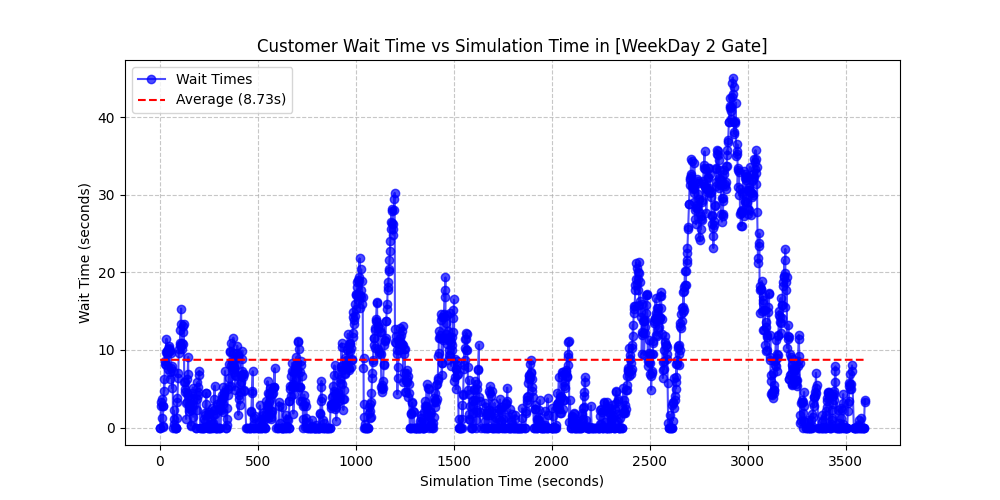 Customer Wait Time vs Simulation Time in [WeekDay 2 Gate]
Wait Times
Average (8.73s)
Wait Time (seconds)
40
30
20
10
0
0 500 1000 1500 2000 2500 3000 3500
Simulation Time (seconds)